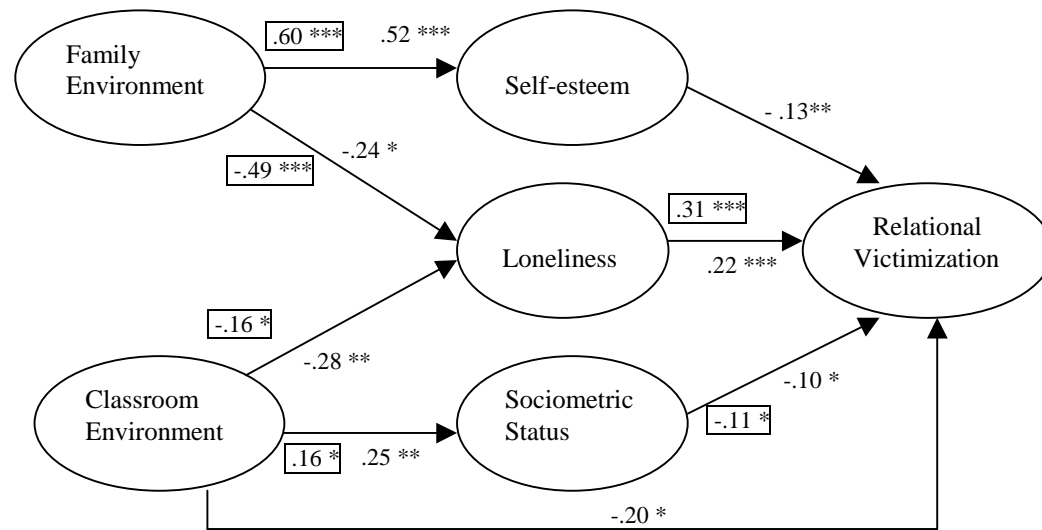 .60 *** .52 ***
Family
Environment
Self-esteem
- .13**
-.24 *
-.49 ***
.31 ***
Relational
Victimization
Loneliness
.22 ***
-.16 *
-.28 **
Classroom
Environment
Sociometric
Status
-.10 *
-.11 *
.16 * .25 **
-.20 *